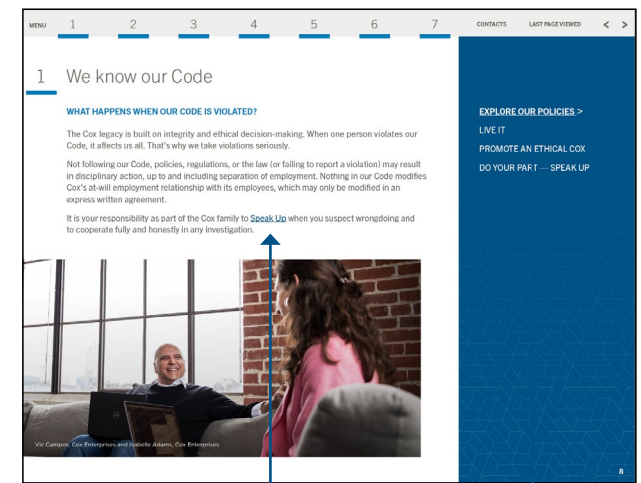 MENU 1 2 3 4 5 6 7 CONTACTS LAST PAGE VIEWED < >
1 We know our Code
WHAT HAPPENS WHEN OUR CODE IS VIOLATED?
The Cox legacy is built on integrity and ethical decision-making. When one person violates our
Code, it affects us all. That's why we take violations seriously.
Not following our Code, policies, regulations, or the law (or failing to report a violation) may result
in disciplinary action, up to and including separation of employment. Nothing in our Code modifies
Cox's at-will employment relationship with its employees, which may only be modified in an
express written agreement.
It is your responsibility as part of the Cox family to Speak Up when you suspect wrongdoing and
to cooperate fully and honestly in any investigation.
EXPLORE OUR POLICIES >
LIVE IT
PROMOTE AN ETHICAL COX
DO YOUR PART — SPEAK UP
Vic Campos, Cox Enterprises and Isabelle Adams, Cox Enterprises
8